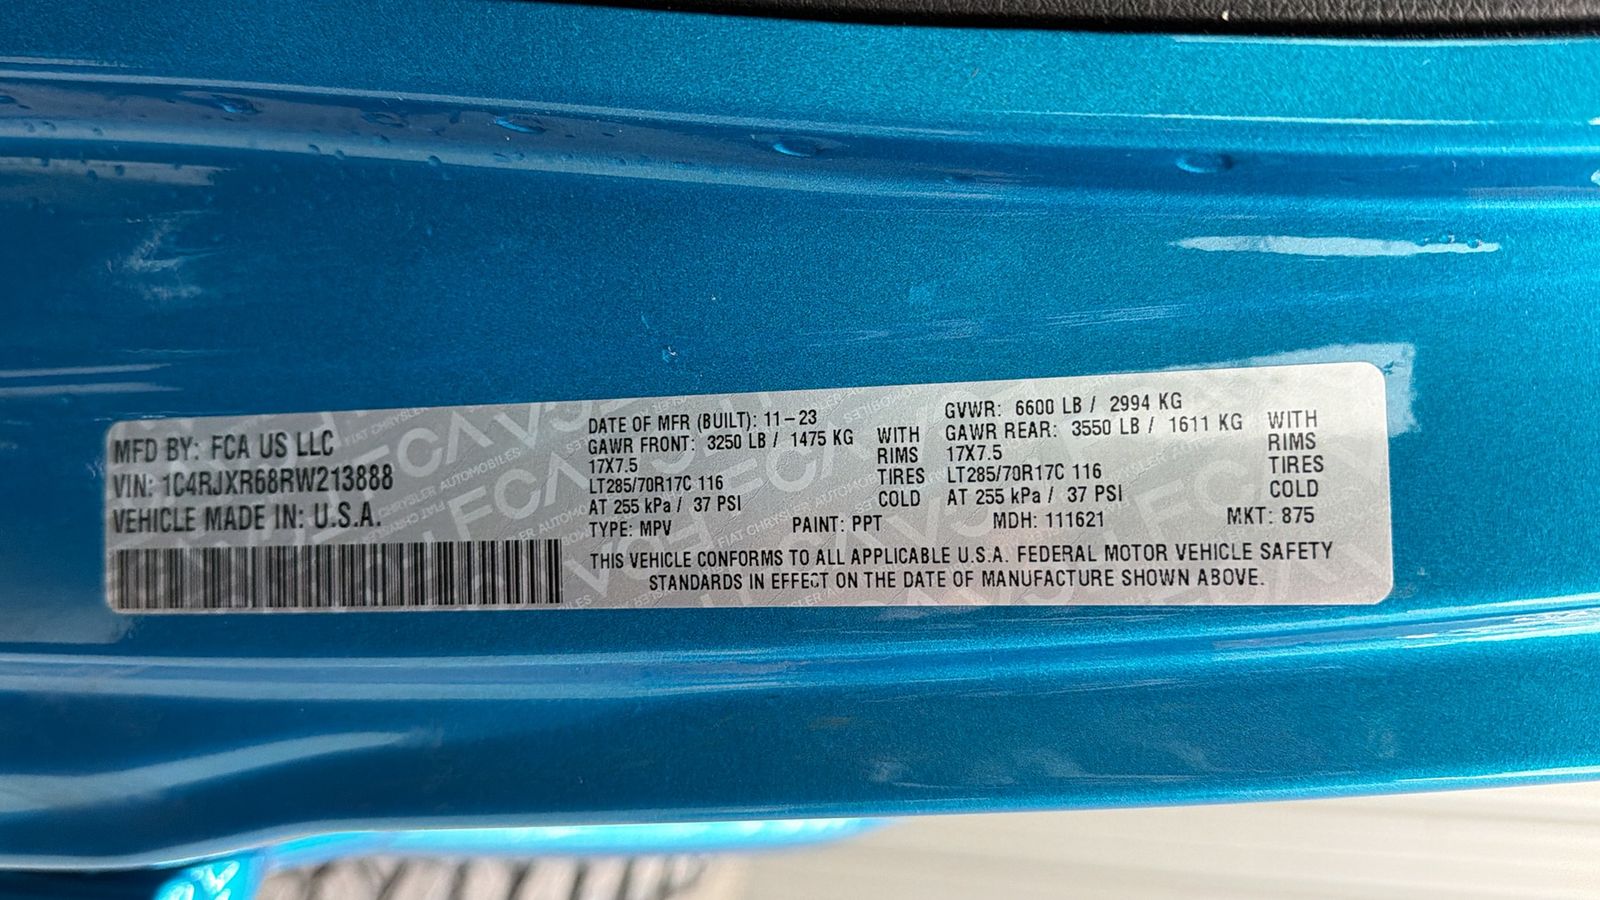 MFD BY: FCA US LLC
VIN: 1C4RJXR68RW213888
VEHICLE MADE IN: U.S.A.
DATE OF MFR (BUILT): 11-23
GAWR FRONT: 3250 LB / 1475 KG WITH
17X7.5 RIMS
LT285/70R17C 116 TIRES
AT 255 kPa / 37 PSI COLD
GVWR: 6600 LB / 2994 KG
GAWR REAR: 3550 LB / 1611 KG WITH
17X7.5 RIMS
LT285/70R17C 116 TIRES
AT 255 kPa / 37 PSI COLD
TYPE: MPV PAINT: PPT MDH: 111621 MKT: 875
THIS VEHICLE CONFORMS TO ALL APPLICABLE U.S.A. FEDERAL MOTOR VEHICLE SAFETY
STANDARDS IN EFFECT ON THE DATE OF MANUFACTURE SHOWN ABOVE.